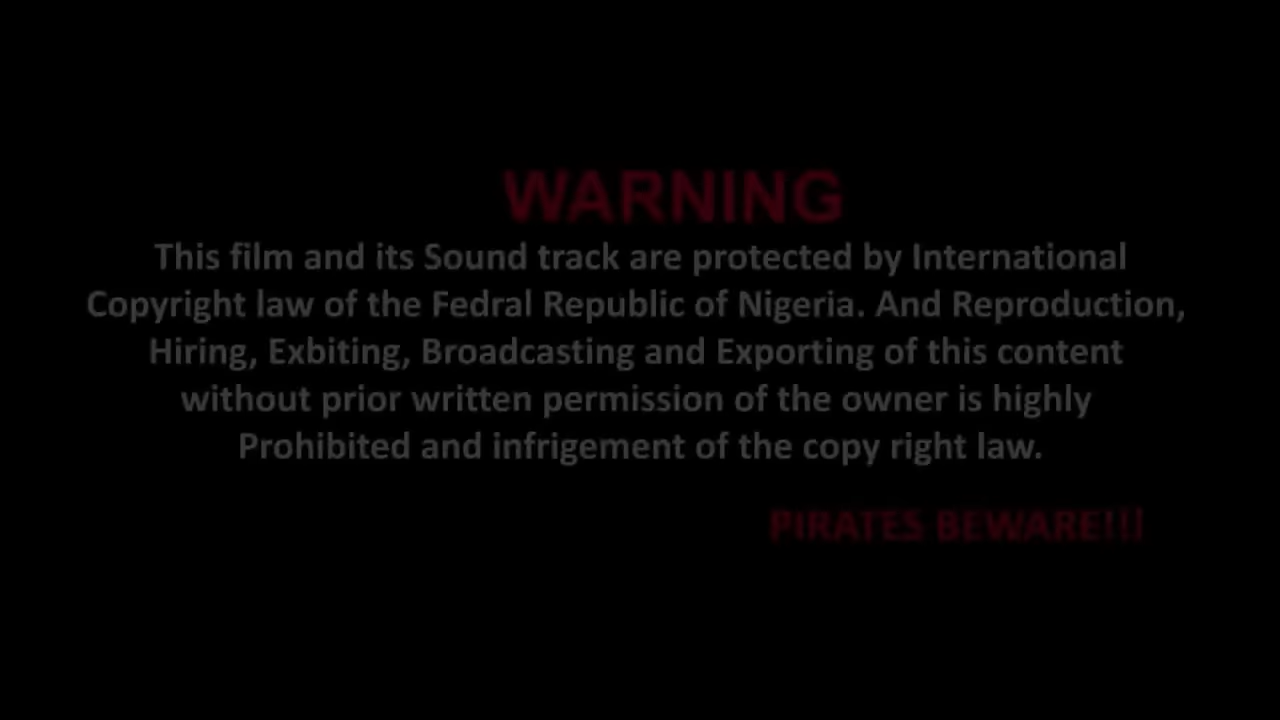 WARNING
This film and its Sound track are protected by International
Copyright law of the Fedral Republic of Nigeria. And Reproduction,
Hiring, Exbiting, Broadcasting and Exporting of this content
without prior written permission of the owner is highly
Prohibited and infrigement of the copy right law.
PIRATES BEWARE!!!